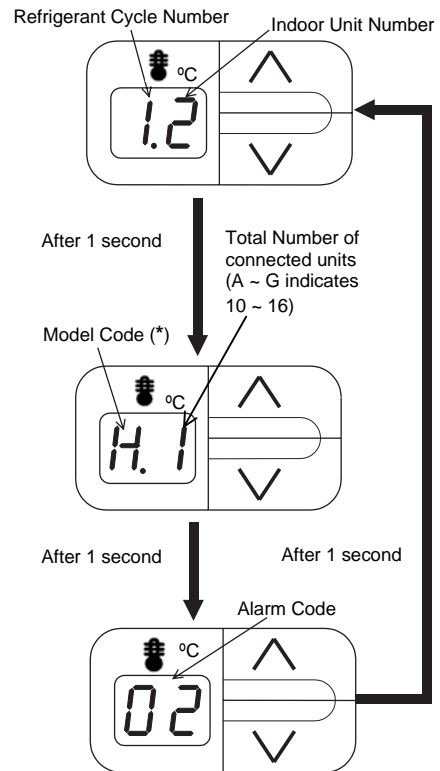 Refrigerant Cycle Number
Indoor Unit Number
ºC
1.2
After 1 second
Total Number of
connected units
(A ~ G indicates
10 ~ 16)
Model Code (*)
ºC
H. 1
After 1 second
After 1 second
Alarm Code
ºC
02